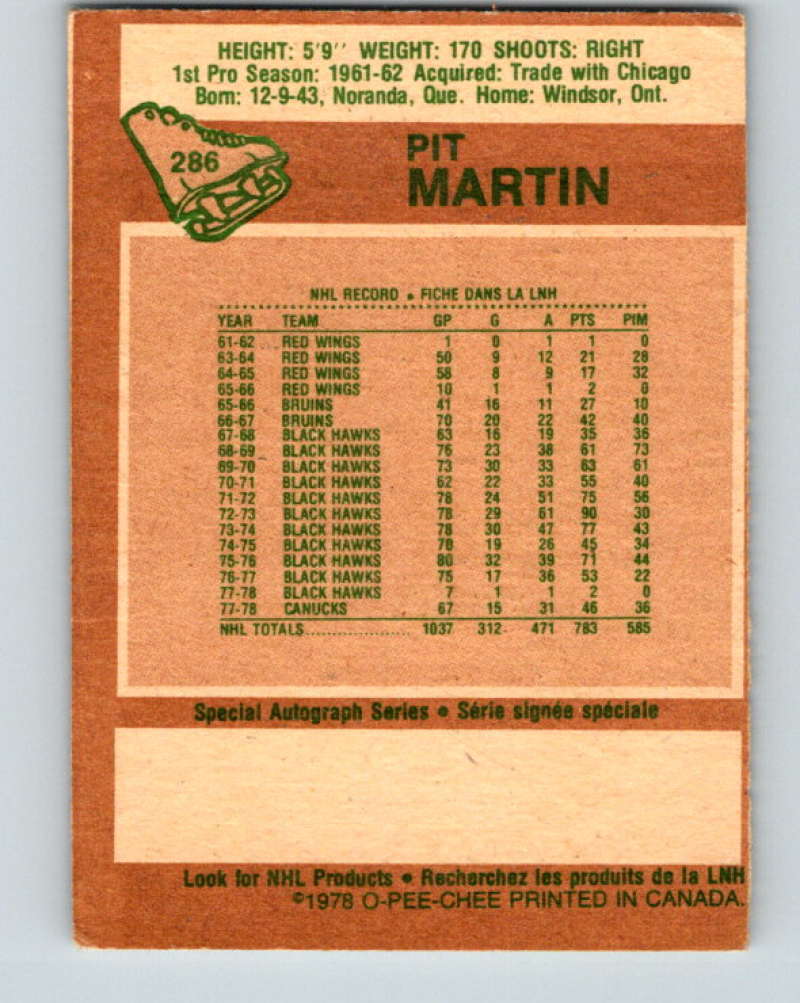 HEIGHT: 5'9'' WEIGHT: 170 SHOOTS: RIGHT
1st Pro Season: 1961-62 Acquired: Trade with Chicago
Born: 12-9-43, Noranda, Que. Home: Windsor, Ont.
286
PIT
MARTIN
NHL RECORD • FICHE DANS LA LNH
YEAR TEAM GP G A PTS PIM
61-62 RED WINGS 1 0 1 1 0
63-64 RED WINGS 50 9 12 21 28
64-65 RED WINGS 58 8 9 17 32
65-66 RED WINGS 10 1 1 2 0
65-66 BRUINS 41 16 11 27 10
66-67 BRUINS 70 20 22 42 40
67-68 BLACK HAWKS 63 16 19 35 36
68-69 BLACK HAWKS 76 23 38 61 73
69-70 BLACK HAWKS 73 30 33 63 61
70-71 BLACK HAWKS 62 22 33 55 40
71-72 BLACK HAWKS 78 24 51 75 56
72-73 BLACK HAWKS 78 29 61 90 30
73-74 BLACK HAWKS 78 30 47 77 43
74-75 BLACK HAWKS 70 19 26 45 34
75-76 BLACK HAWKS 80 32 39 71 44
76-77 BLACK HAWKS 75 17 36 53 22
77-78 BLACK HAWKS 7 1 1 2 0
77-78 CANUCKS 67 15 31 46 36
NHL TOTALS.................... 1037 312 471 783 585
Special Autograph Series • Série signée spéciale
Look for NHL Products • Recherchez les produits de la LNH
©1978 O-PEE-CHEE PRINTED IN CANADA.